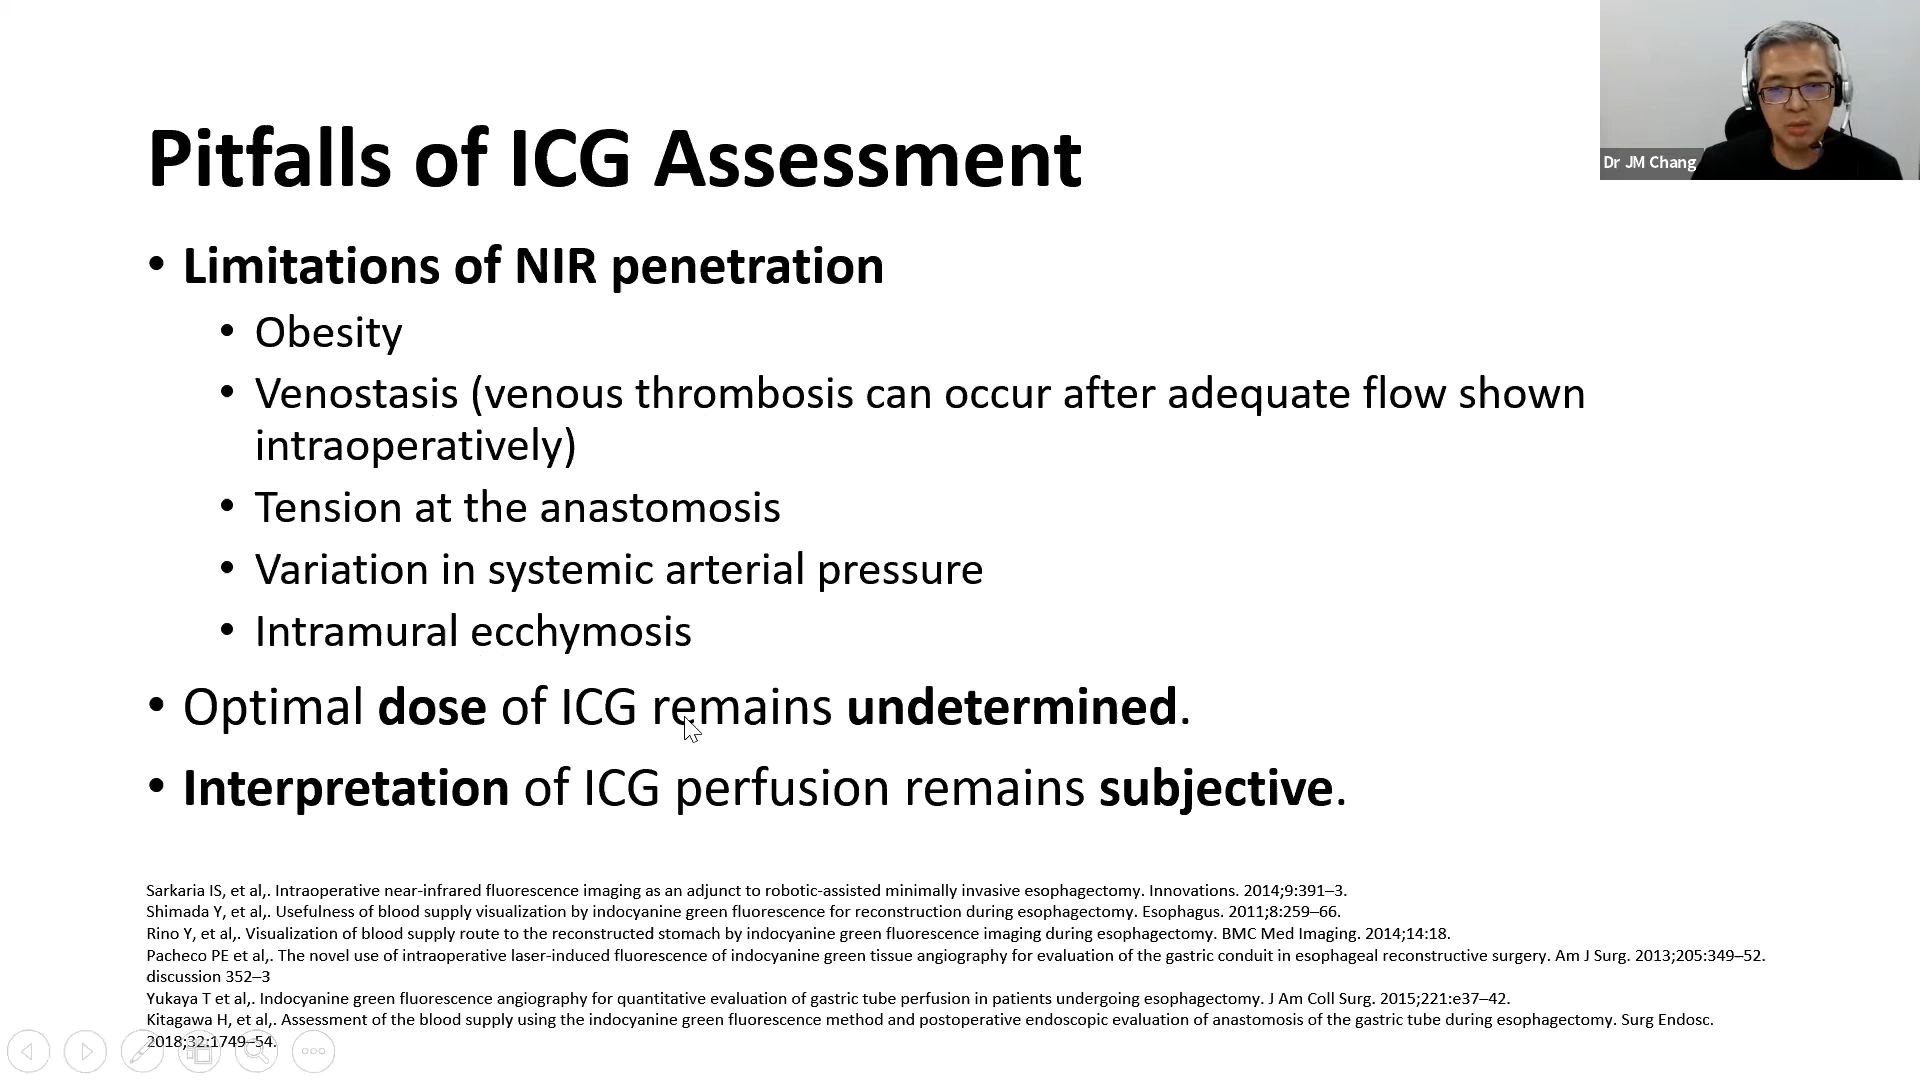 Pitfalls of ICG Assessment
Dr JM Chang
• Limitations of NIR penetration
• Obesity
• Venostasis (venous thrombosis can occur after adequate flow shown
intraoperatively)
• Tension at the anastomosis
• Variation in systemic arterial pressure
• Intramural ecchymosis
• Optimal dose of ICG remains undetermined.
• Interpretation of ICG perfusion remains subjective.
Sarkaria IS, et al,. Intraoperative near-infrared fluorescence imaging as an adjunct to robotic-assisted minimally invasive esophagectomy. Innovations. 2014;9:391–3.
Shimada Y, et al,. Usefulness of blood supply visualization by indocyanine green fluorescence for reconstruction during esophagectomy. Esophagus. 2011;8:259–66.
Rino Y, et al,. Visualization of blood supply route to the reconstructed stomach by indocyanine green fluorescence imaging during esophagectomy. BMC Med Imaging. 2014;14:18.
Pacheco PE et al,. The novel use of intraoperative laser-induced fluorescence of indocyanine green tissue angiography for evaluation of the gastric conduit in esophageal reconstructive surgery. Am J Surg. 2013;205:349–52.
discussion 352–3
Yukaya T et al,. Indocyanine green fluorescence angiography for quantitative evaluation of gastric tube perfusion in patients undergoing esophagectomy. J Am Coll Surg. 2015;221:e37–42.
Kitagawa H, et al,. Assessment of the blood supply using the indocyanine green fluorescence method and postoperative endoscopic evaluation of anastomosis of the gastric tube during esophagectomy. Surg Endosc.
2018;32:1749–54.